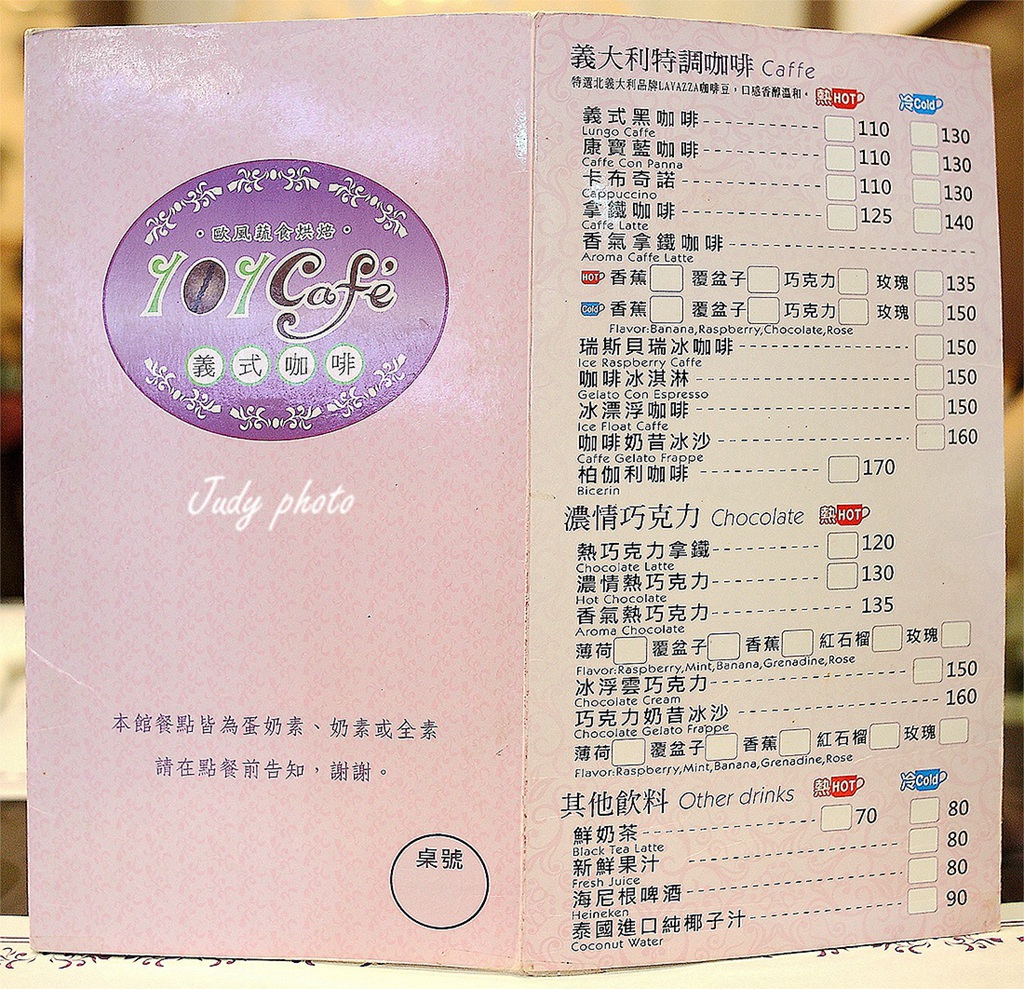 ·歐風蔬食烘焙·
101 Café
義式咖啡
Judy photo
本館餐點皆為蛋奶素、奶素或全素
請在點餐前告知，謝謝。
桌號
義大利特調咖啡 Caffe
特選北義大利品牌LAVAZZA咖啡豆，口感香醇溫和。 熱HOT 冷Cold
義式黑咖啡 110 130
Lungo Caffe
康寶藍咖啡 110 130
Caffe Con Panna
卡布奇諾 110 130
Cappuccino
拿鐵咖啡 125 140
Caffe Latte
香氣拿鐵咖啡
Aroma Caffe Latte
HOT 香蕉 覆盆子 巧克力 玫瑰 135
Cold 香蕉 覆盆子 巧克力 玫瑰 150
Flavor:Banana,Raspberry,Chocolate,Rose
瑞斯貝瑞冰咖啡 150
Ice Raspberry Caffe
咖啡冰淇淋 150
Gelato Con Espresso
冰漂浮咖啡 150
Ice Float Caffe
咖啡奶昔冰沙 160
Caffe Gelato Frappe
柏伽利咖啡 170
Bicerin
濃情巧克力 Chocolate 熱HOT
熱巧克力拿鐵 120
Chocolate Latte
濃情熱巧克力 130
Hot Chocolate
香氣熱巧克力 135
Aroma Chocolate
薄荷 覆盆子 香蕉 紅石榴 玫瑰
Flavor:Raspberry,Mint,Banana,Grenadine,Rose
冰浮雲巧克力 150
Chocolate Cream
巧克力奶昔冰沙 160
Chocolate Gelato Frappe
薄荷 覆盆子 香蕉 紅石榴 玫瑰
Flavor:Raspberry,Mint,Banana,Grenadine,Rose
其他飲料 Other drinks 熱HOT 冷Cold
鮮奶茶 70 80
Black Tea Latte
新鮮果汁 80
Fresh Juice
海尼根啤酒 80
Heineken
泰國進口純椰子汁 90
Coconut Water